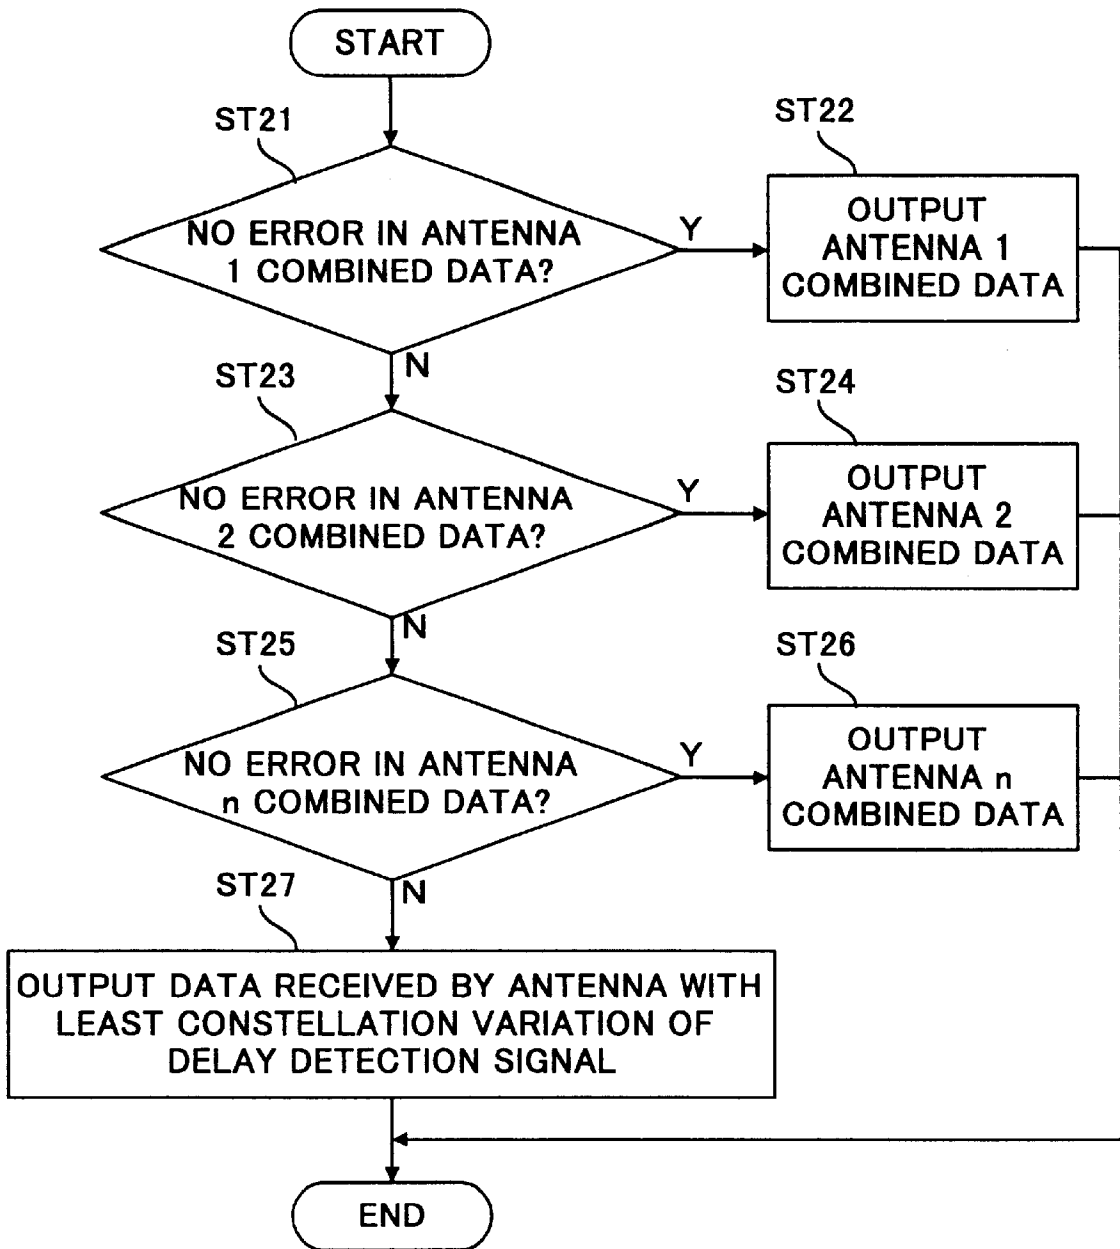 START
ST21
NO ERROR IN ANTENNA
1 COMBINED DATA?
Y
N
ST22
OUTPUT
ANTENNA 1
COMBINED DATA
ST23
NO ERROR IN ANTENNA
2 COMBINED DATA?
Y
N
ST24
OUTPUT
ANTENNA 2
COMBINED DATA
ST25
NO ERROR IN ANTENNA
n COMBINED DATA?
Y
N
ST26
OUTPUT
ANTENNA n
COMBINED DATA
ST27
OUTPUT DATA RECEIVED BY ANTENNA WITH
LEAST CONSTELLATION VARIATION OF
DELAY DETECTION SIGNAL
END